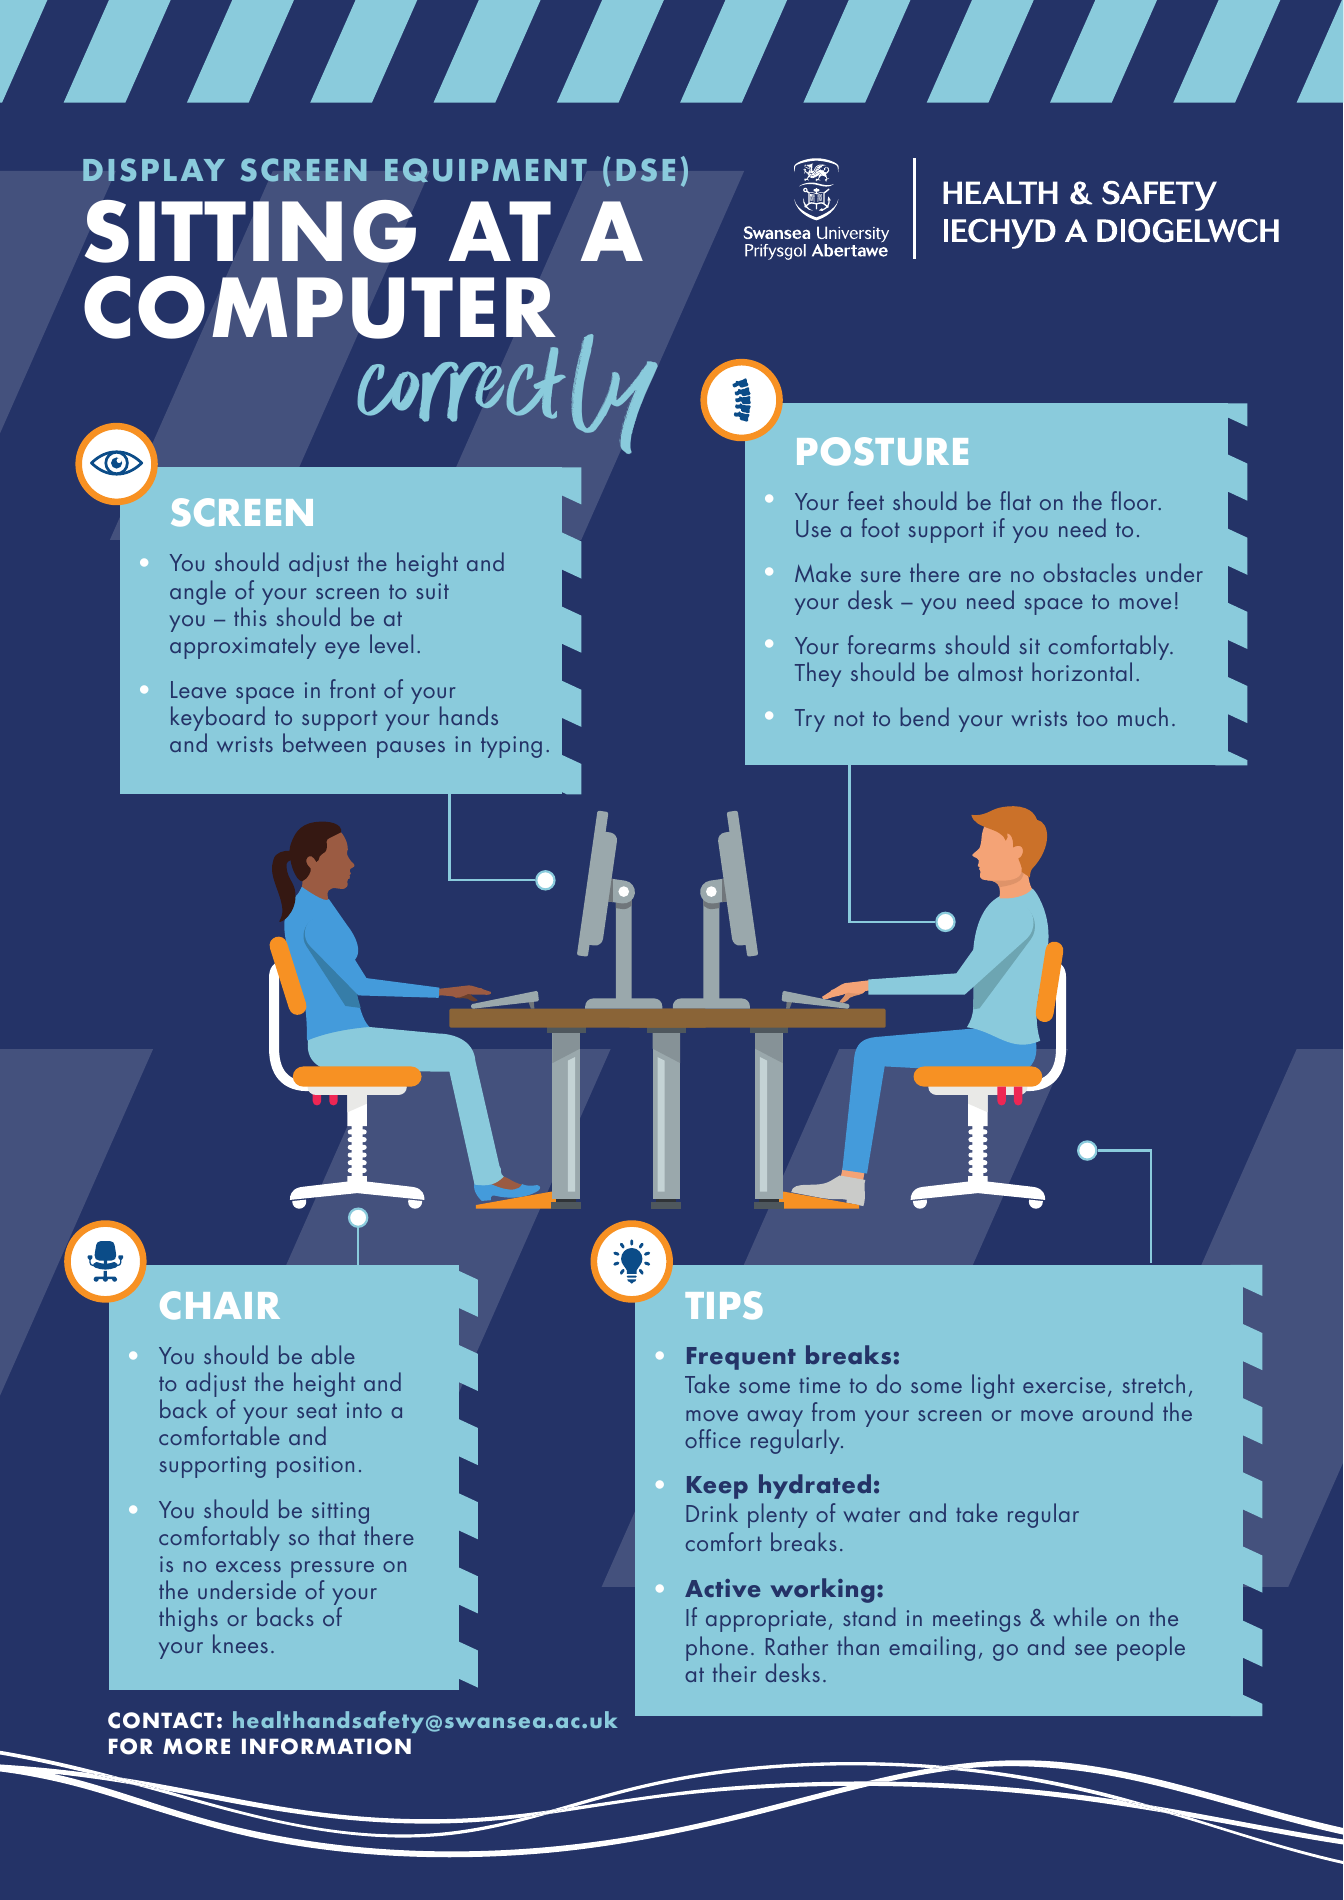 DISPLAY SCREEN EQUIPMENT (DSE)
SITTING AT A
COMPUTER
correctly
Swansea University
Prifysgol Abertawe
HEALTH & SAFETY
IECHYD A DIOGELWCH
SCREEN
• You should adjust the height and
angle of your screen to suit
you – this should be at
approximately eye level.
• Leave space in front of your
keyboard to support your hands
and wrists between pauses in typing.
POSTURE
• Your feet should be flat on the floor.
Use a foot support if you need to.
• Make sure there are no obstacles under
your desk – you need space to move!
• Your forearms should sit comfortably.
They should be almost horizontal.
• Try not to bend your wrists too much.
CHAIR
• You should be able
to adjust the height and
back of your seat into a
comfortable and
supporting position.
• You should be sitting
comfortably so that there
is no excess pressure on
the underside of your
thighs or backs of
your knees.
TIPS
• Frequent breaks:
Take some time to do some light exercise, stretch,
move away from your screen or move around the
office regularly.
• Keep hydrated:
Drink plenty of water and take regular
comfort breaks.
• Active working:
If appropriate, stand in meetings & while on the
phone. Rather than emailing, go and see people
at their desks.
CONTACT: healthandsafety@swansea.ac.uk
FOR MORE INFORMATION